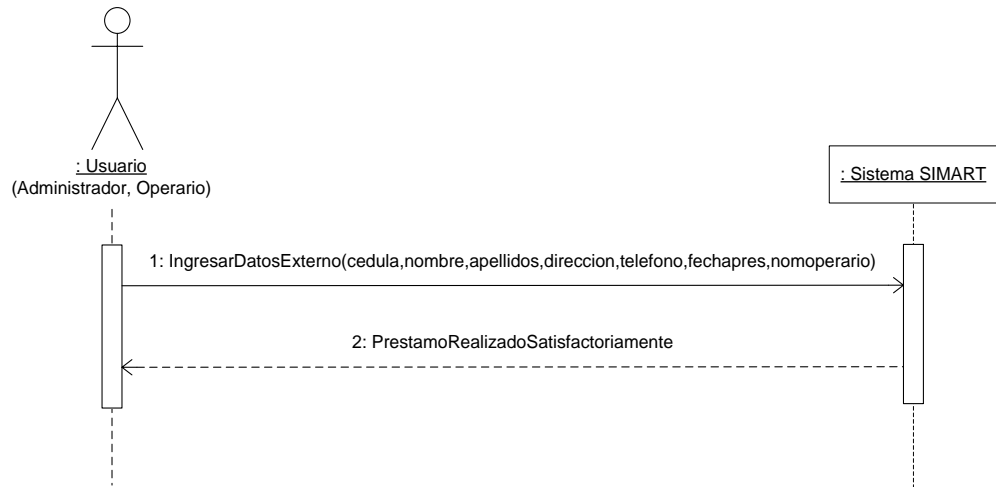 : Usuario
(Administrador, Operario)
: Sistema SIMART
1: IngresarDatosExterno(cedula,nombre,apellidos,direccion,telefono,fechapres,nomoperario)
2: PrestamoRealizadoSatisfactoriamente